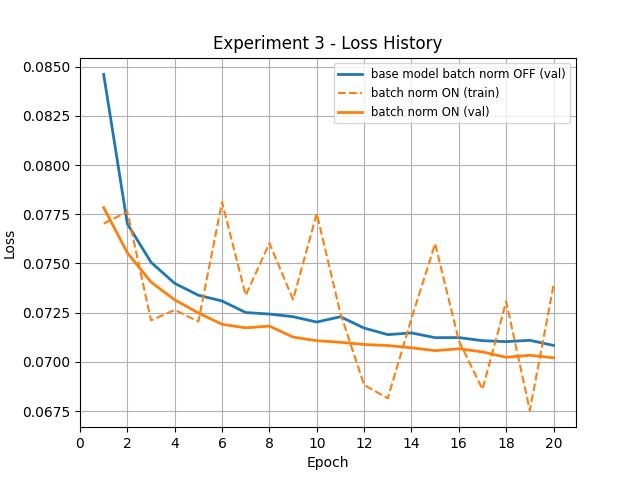 Experiment 3 - Loss History
base model batch norm OFF (val)
batch norm ON (train)
batch norm ON (val)
0.0850
0.0825
0.0800
0.0775
0.0750
0.0725
0.0700
0.0675
Loss
0 2 4 6 8 10 12 14 16 18 20
Epoch